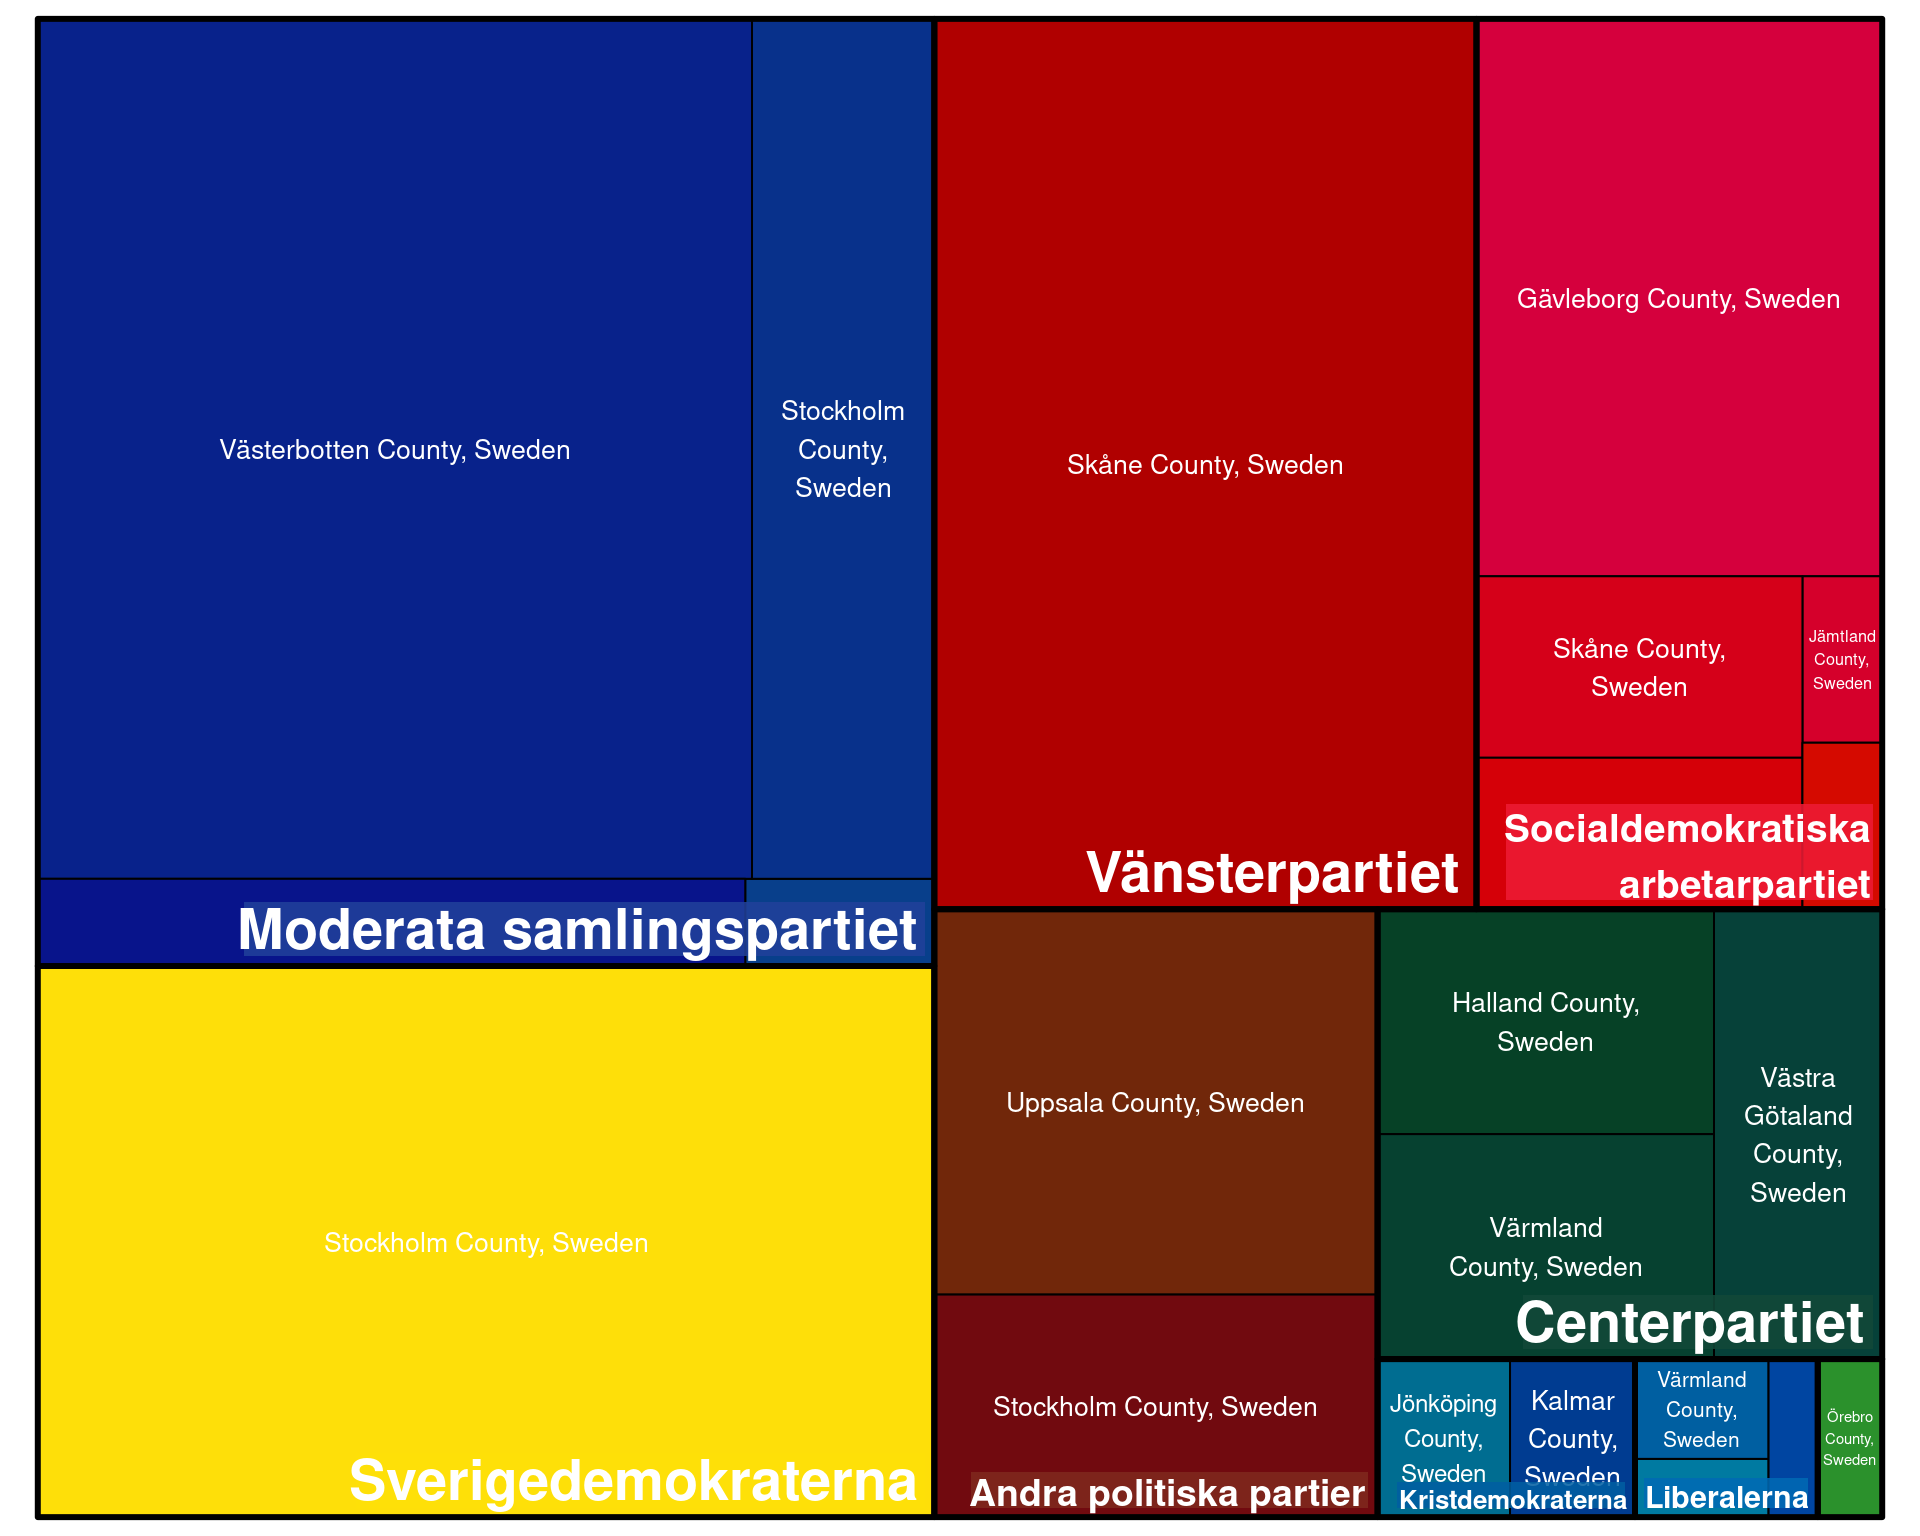 Västerbotten County, Sweden
Stockholm
County,
Sweden
Moderata samlingspartiet
Stockholm County, Sweden
Sverigedemokraterna
Skåne County, Sweden
Vänsterpartiet
Gävleborg County, Sweden
Skåne County,
Sweden
Jämtland
County,
Sweden
Socialdemokratiska
arbetarpartiet
Uppsala County, Sweden
Stockholm County, Sweden
Andra politiska partier
Halland County,
Sweden
Värmland
County, Sweden
Västra
Götaland
County,
Sweden
Centerpartiet
Jönköping
County,
Sweden
Kalmar
County,
Sweden
Kristdemokraterna
Värmland
County,
Sweden
Liberalerna
Örebro
County,
Sweden